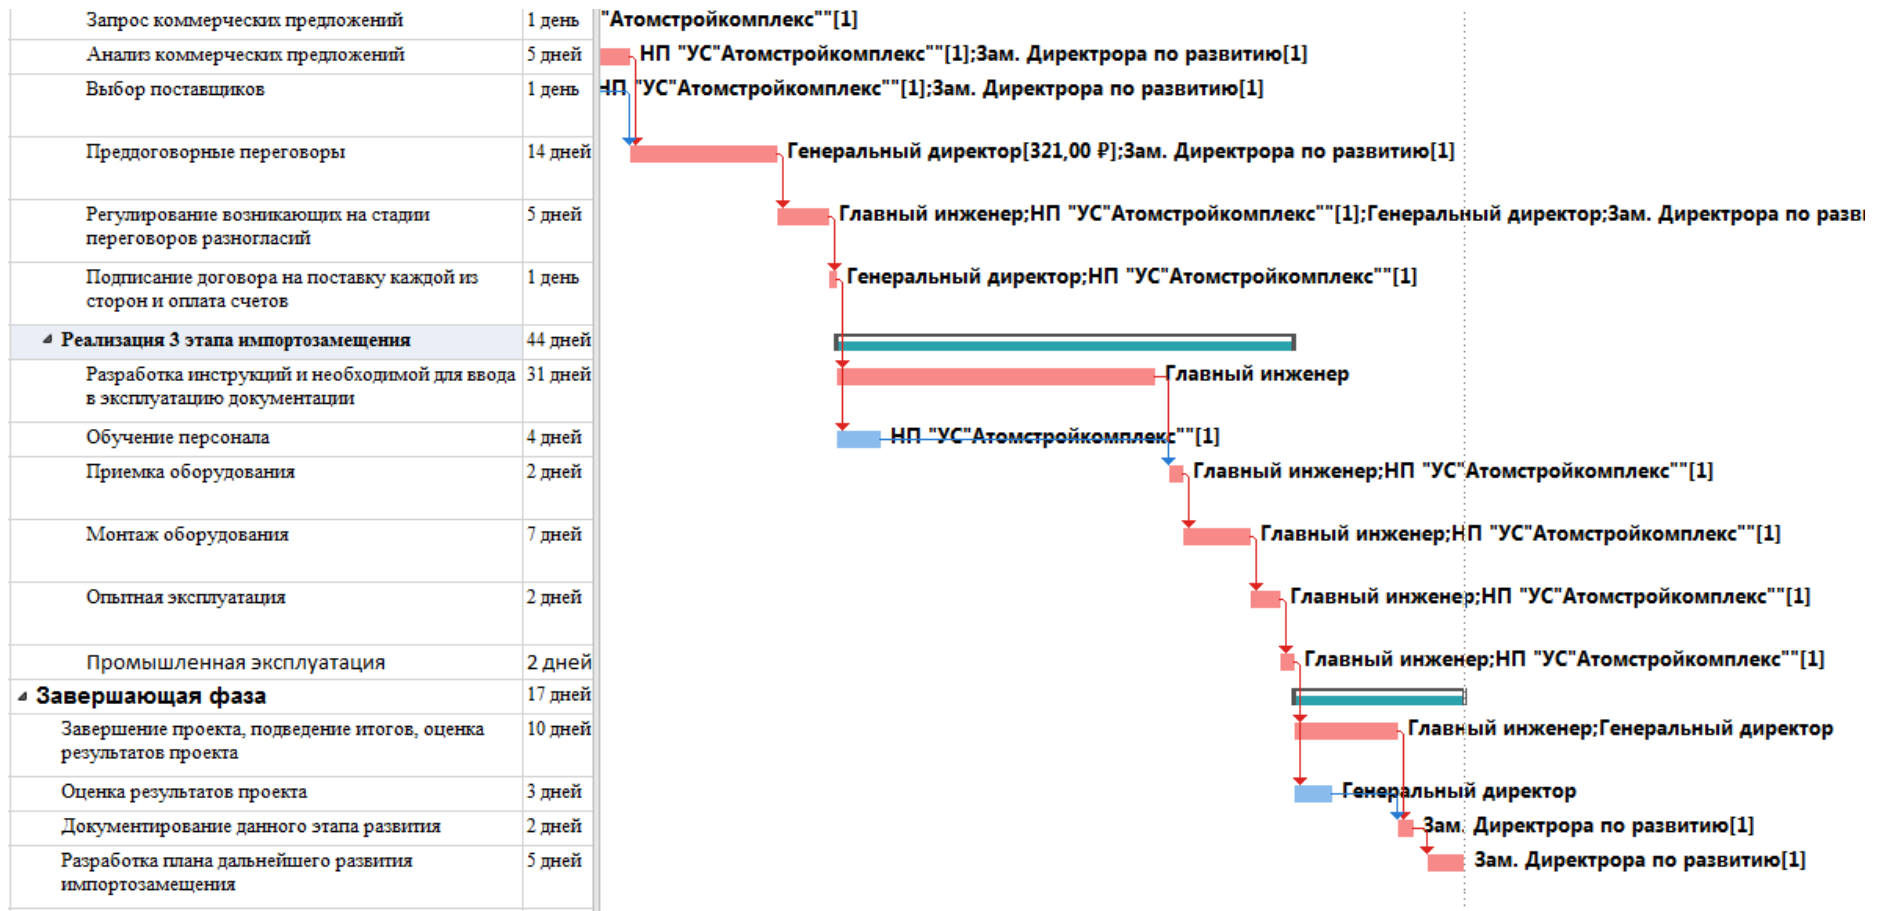 Запрос коммерческих предложений 1 день "Атомстройкомплекс""[1]
Анализ коммерческих предложений 5 дней НП "УС"Атомстройкомплекс""[1];Зам. Директрора по развитию[1]
Выбор поставщиков 1 день НП "УС"Атомстройкомплекс""[1];Зам. Директрора по развитию[1]
Преддоговорные переговоры 14 дней Генеральный директор[321,00 ₽];Зам. Директрора по развитию[1]
Регулирование возникающих на стадии 5 дней Главный инженер;НП "УС"Атомстройкомплекс""[1];Генеральный директор;Зам. Директрора по разви
переговоров разногласий
Подписание договора на поставку каждой из 1 день Генеральный директор;НП "УС"Атомстройкомплекс""[1]
сторон и оплата счетов
Реализация 3 этапа импортозамещения 44 дней
Разработка инструкций и необходимой для ввода 31 дней Главный инженер
в эксплуатацию документации
Обучение персонала 4 дней НП "УС"Атомстройкомплекс""[1]
Приемка оборудования 2 дней Главный инженер;НП "УС"Атомстройкомплекс""[1]
Монтаж оборудования 7 дней Главный инженер;НП "УС"Атомстройкомплекс""[1]
Опытная эксплуатация 2 дней Главный инженер;НП "УС"Атомстройкомплекс""[1]
Промышленная эксплуатация 2 дней Главный инженер;НП "УС"Атомстройкомплекс""[1]
Завершающая фаза 17 дней
Завершение проекта, подведение итогов, оценка 10 дней Главный инженер;Генеральный директор
результатов проекта
Оценка результатов проекта 3 дней Генеральный директор
Документирование данного этапа развития 2 дней Зам. Директрора по развитию[1]
Разработка плана дальнейшего развития 5 дней Зам. Директрора по развитию[1]
импортозамещения